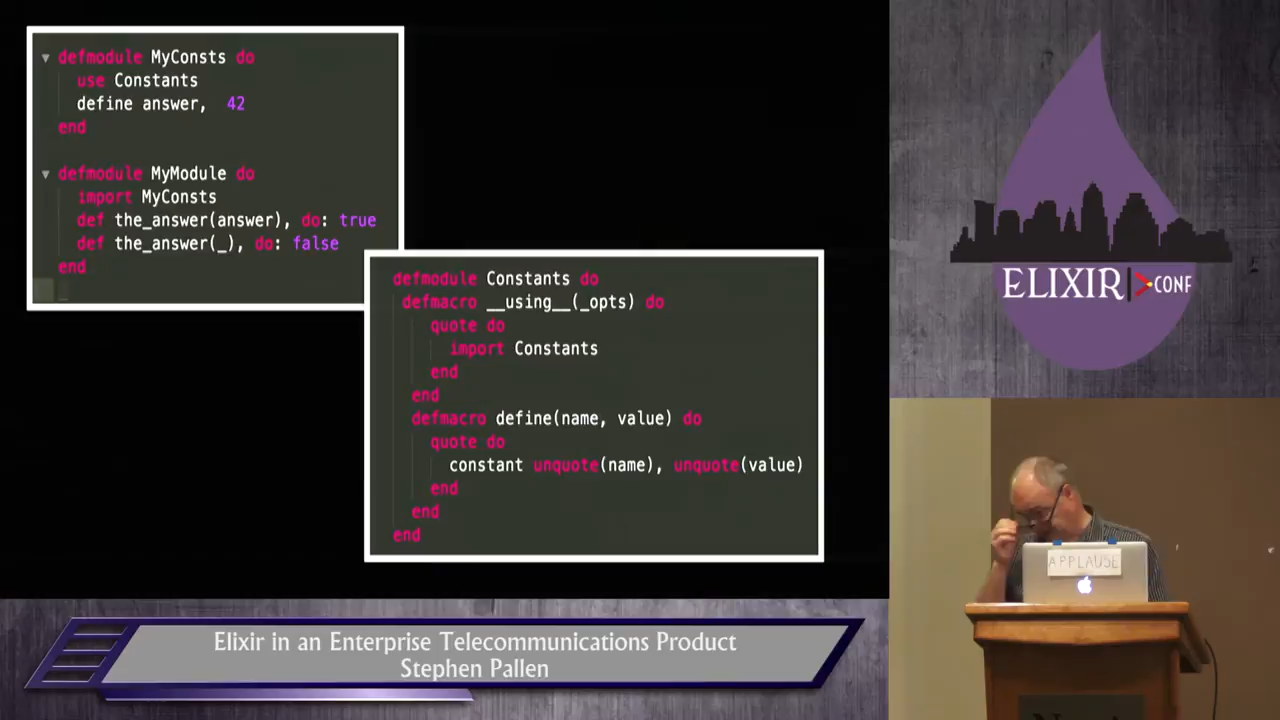 defmodule MyConsts do
use Constants
define answer, 42
end
defmodule MyModule do
import MyConsts
def the_answer(answer), do: true
def the_answer(_), do: false
end
defmodule Constants do
defmacro __using__(_opts) do
quote do
import Constants
end
end
defmacro define(name, value) do
quote do
constant unquote(name), unquote(value)
end
end
end
ELIXIR
CONF
APPLAUSE
Elixir in an Enterprise Telecommunications Product
Stephen Pallen